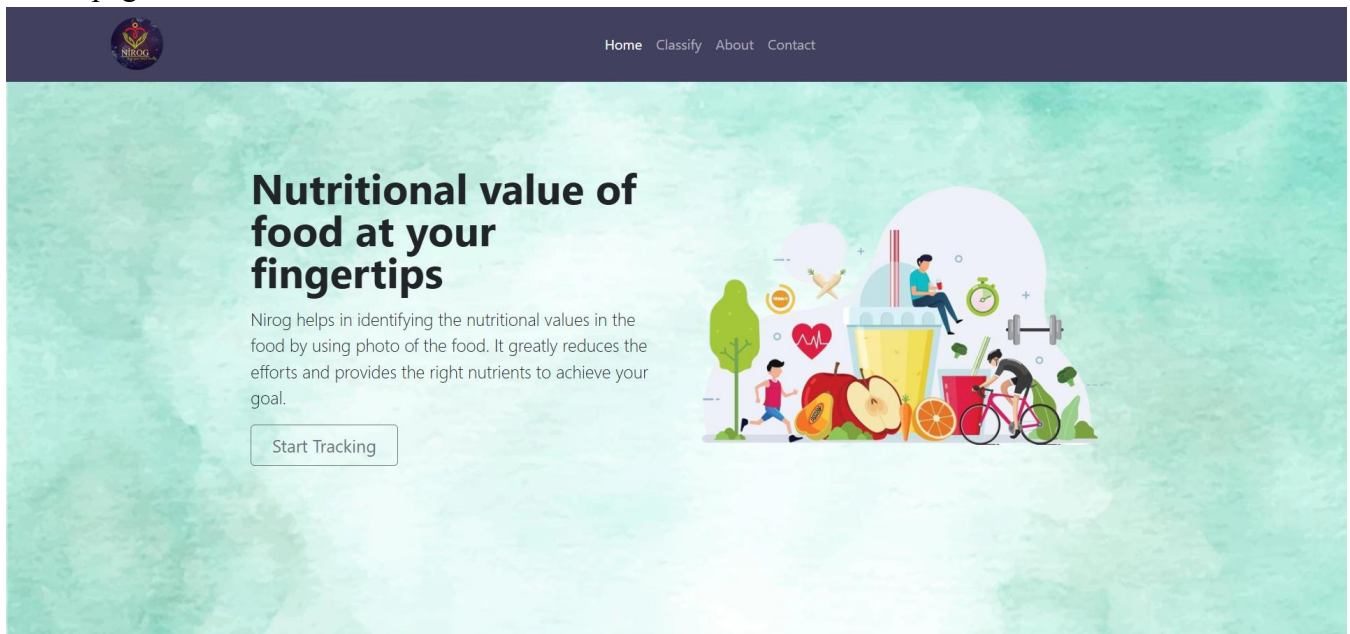 NIROG
Home Classify About Contact
Nutritional value of
food at your
fingertips
Nirog helps in identifying the nutritional values in the
food by using photo of the food. It greatly reduces the
efforts and provides the right nutrients to achieve your
goal.
Start Tracking